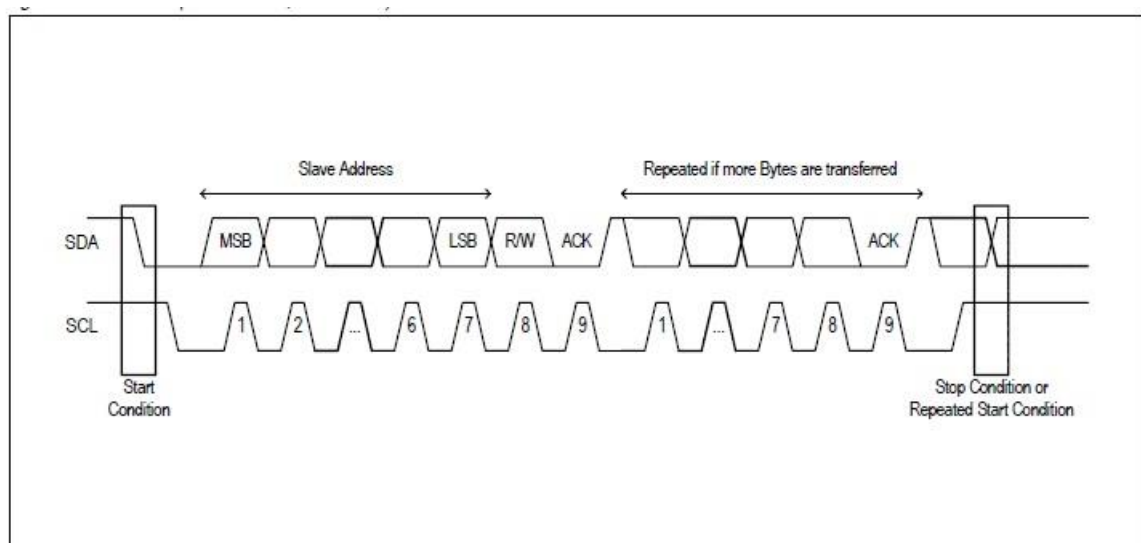 Slave Address
Repeated if more Bytes are transferred
SDA
MSB
LSB
R/W
ACK
ACK
SCL
1
2
...
6
7
8
9
1
...
7
8
9
Start
Condition
Stop Condition or
Repeated Start Condition